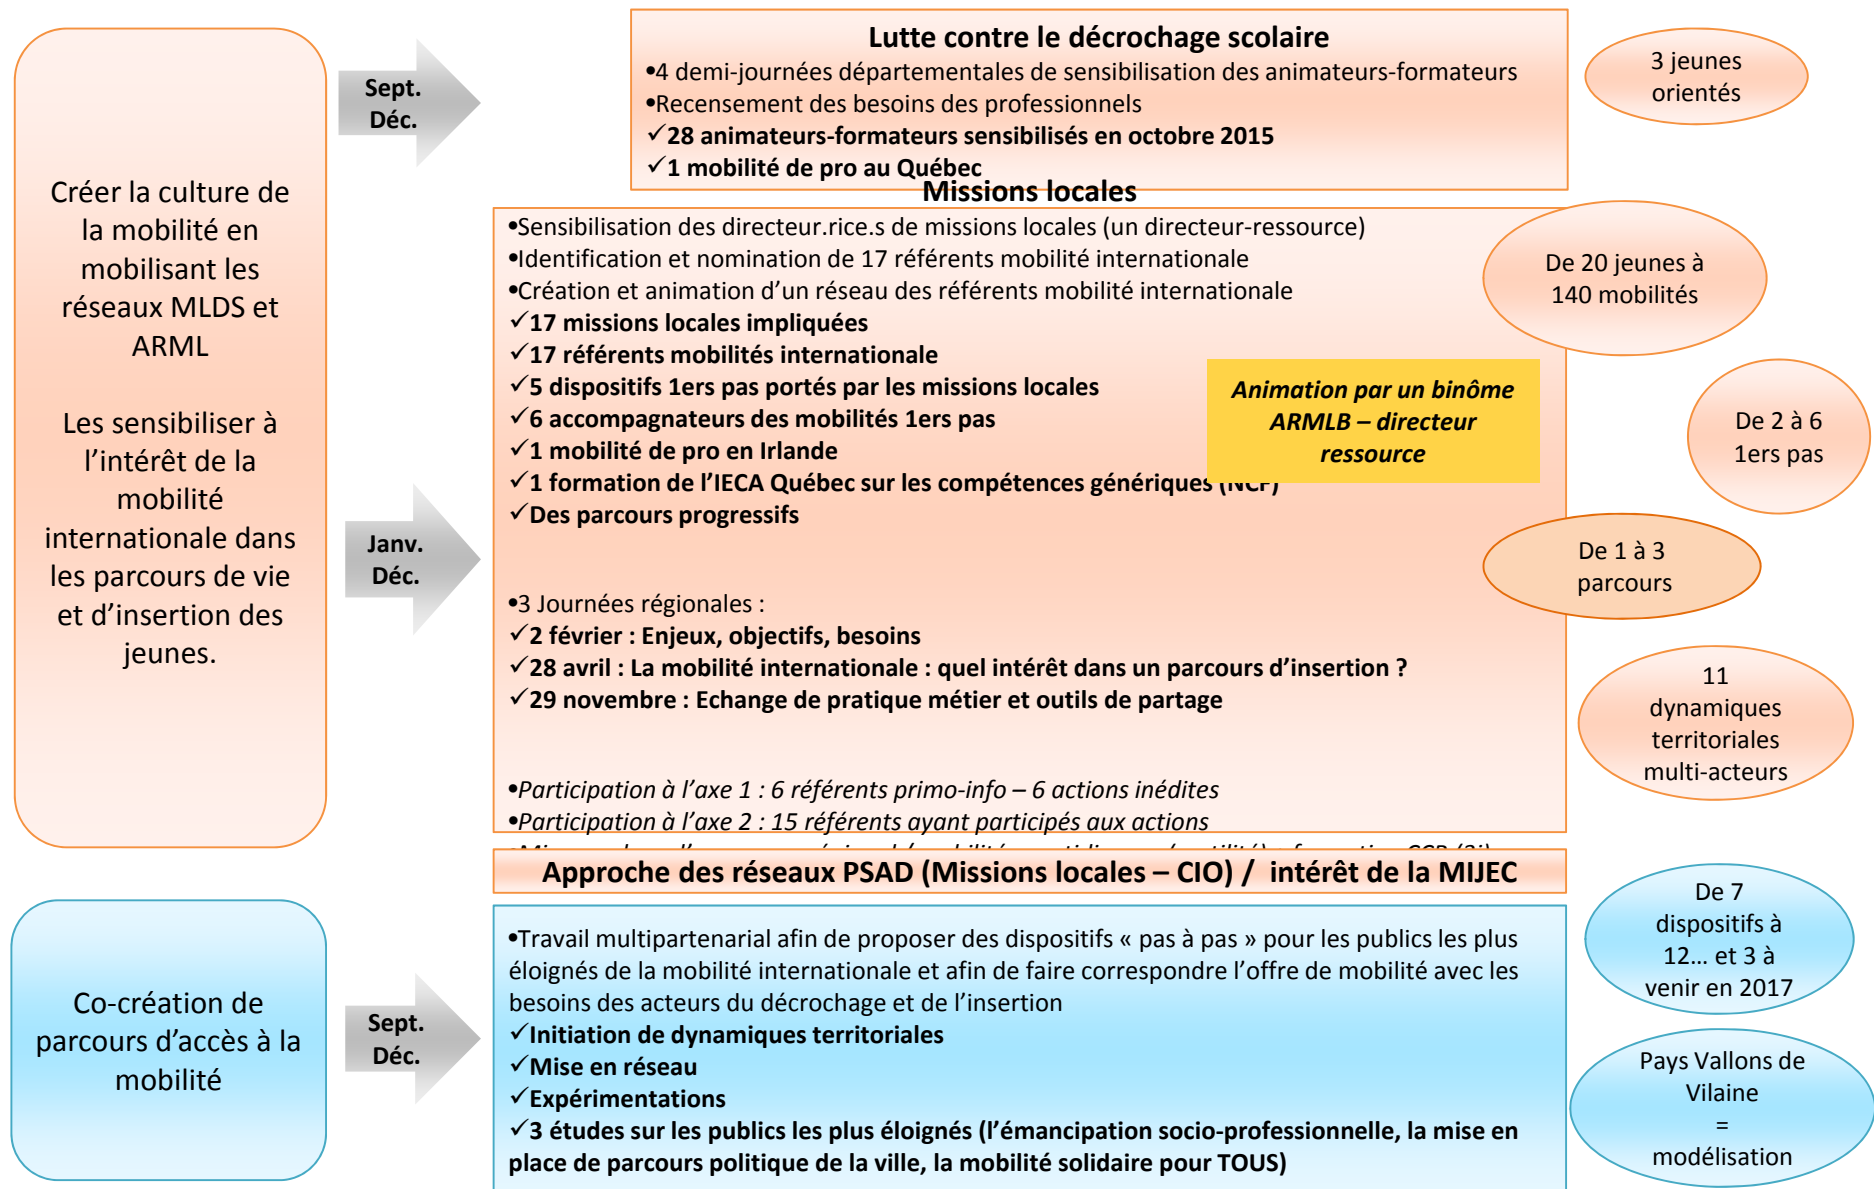 Créer la culture de
la mobilité en
mobilisant les
réseaux MLDS et
ARML
Les sensibiliser à
l'intérêt de la
mobilité
internationale dans
les parcours de vie
et d'insertion des
jeunes.
Sept.
Déc.
Lutte contre le décrochage scolaire
•4 demi-journées départementales de sensibilisation des animateurs-formateurs
•Recensement des besoins des professionnels
✓28 animateurs-formateurs sensibilisés en octobre 2015
✓1 mobilité de pro au Québec
3 jeunes
orientés
Janv.
Déc.
Missions locales
•Sensibilisation des directeur.rice.s de missions locales (un directeur-ressource)
•Identification et nomination de 17 référents mobilité internationale
•Création et animation d'un réseau des référents mobilité internationale
✓17 missions locales impliquées
✓17 référents mobilités internationale
✓5 dispositifs 1ers pas portés par les missions locales
✓6 accompagnateurs des mobilités 1ers pas
✓1 mobilité de pro en Irlande
✓1 formation de l'IECA Québec sur les compétences génériques (NCF)
✓Des parcours progressifs
Animation par un binôme
ARMLB – directeur
ressource
•3 Journées régionales :
✓2 février : Enjeux, objectifs, besoins
✓28 avril : La mobilité internationale : quel intérêt dans un parcours d'insertion ?
✓29 novembre : Echange de pratique métier et outils de partage
•Participation à l'axe 1 : 6 référents primo-info – 6 actions inédites
•Participation à l'axe 2 : 15 référents ayant participés aux actions
De 20 jeunes à
140 mobilités
De 2 à 6
1ers pas
De 1 à 3
parcours
11
dynamiques
territoriales
multi-acteurs
Approche des réseaux PSAD (Missions locales – CIO) / intérêt de la MIJEC
Co-création de
parcours d'accès à la
mobilité
Sept.
Déc.
•Travail multipartenarial afin de proposer des dispositifs « pas à pas » pour les publics les plus
éloignés de la mobilité internationale et afin de faire correspondre l'offre de mobilité avec les
besoins des acteurs du décrochage et de l'insertion
✓Initiation de dynamiques territoriales
✓Mise en réseau
✓Expérimentations
✓3 études sur les publics les plus éloignés (l'émancipation socio-professionnelle, la mise en
place de parcours politique de la ville, la mobilité solidaire pour TOUS)
De 7
dispositifs à
12... et 3 à
venir en 2017
Pays Vallons de
Vilaine
=
modélisation